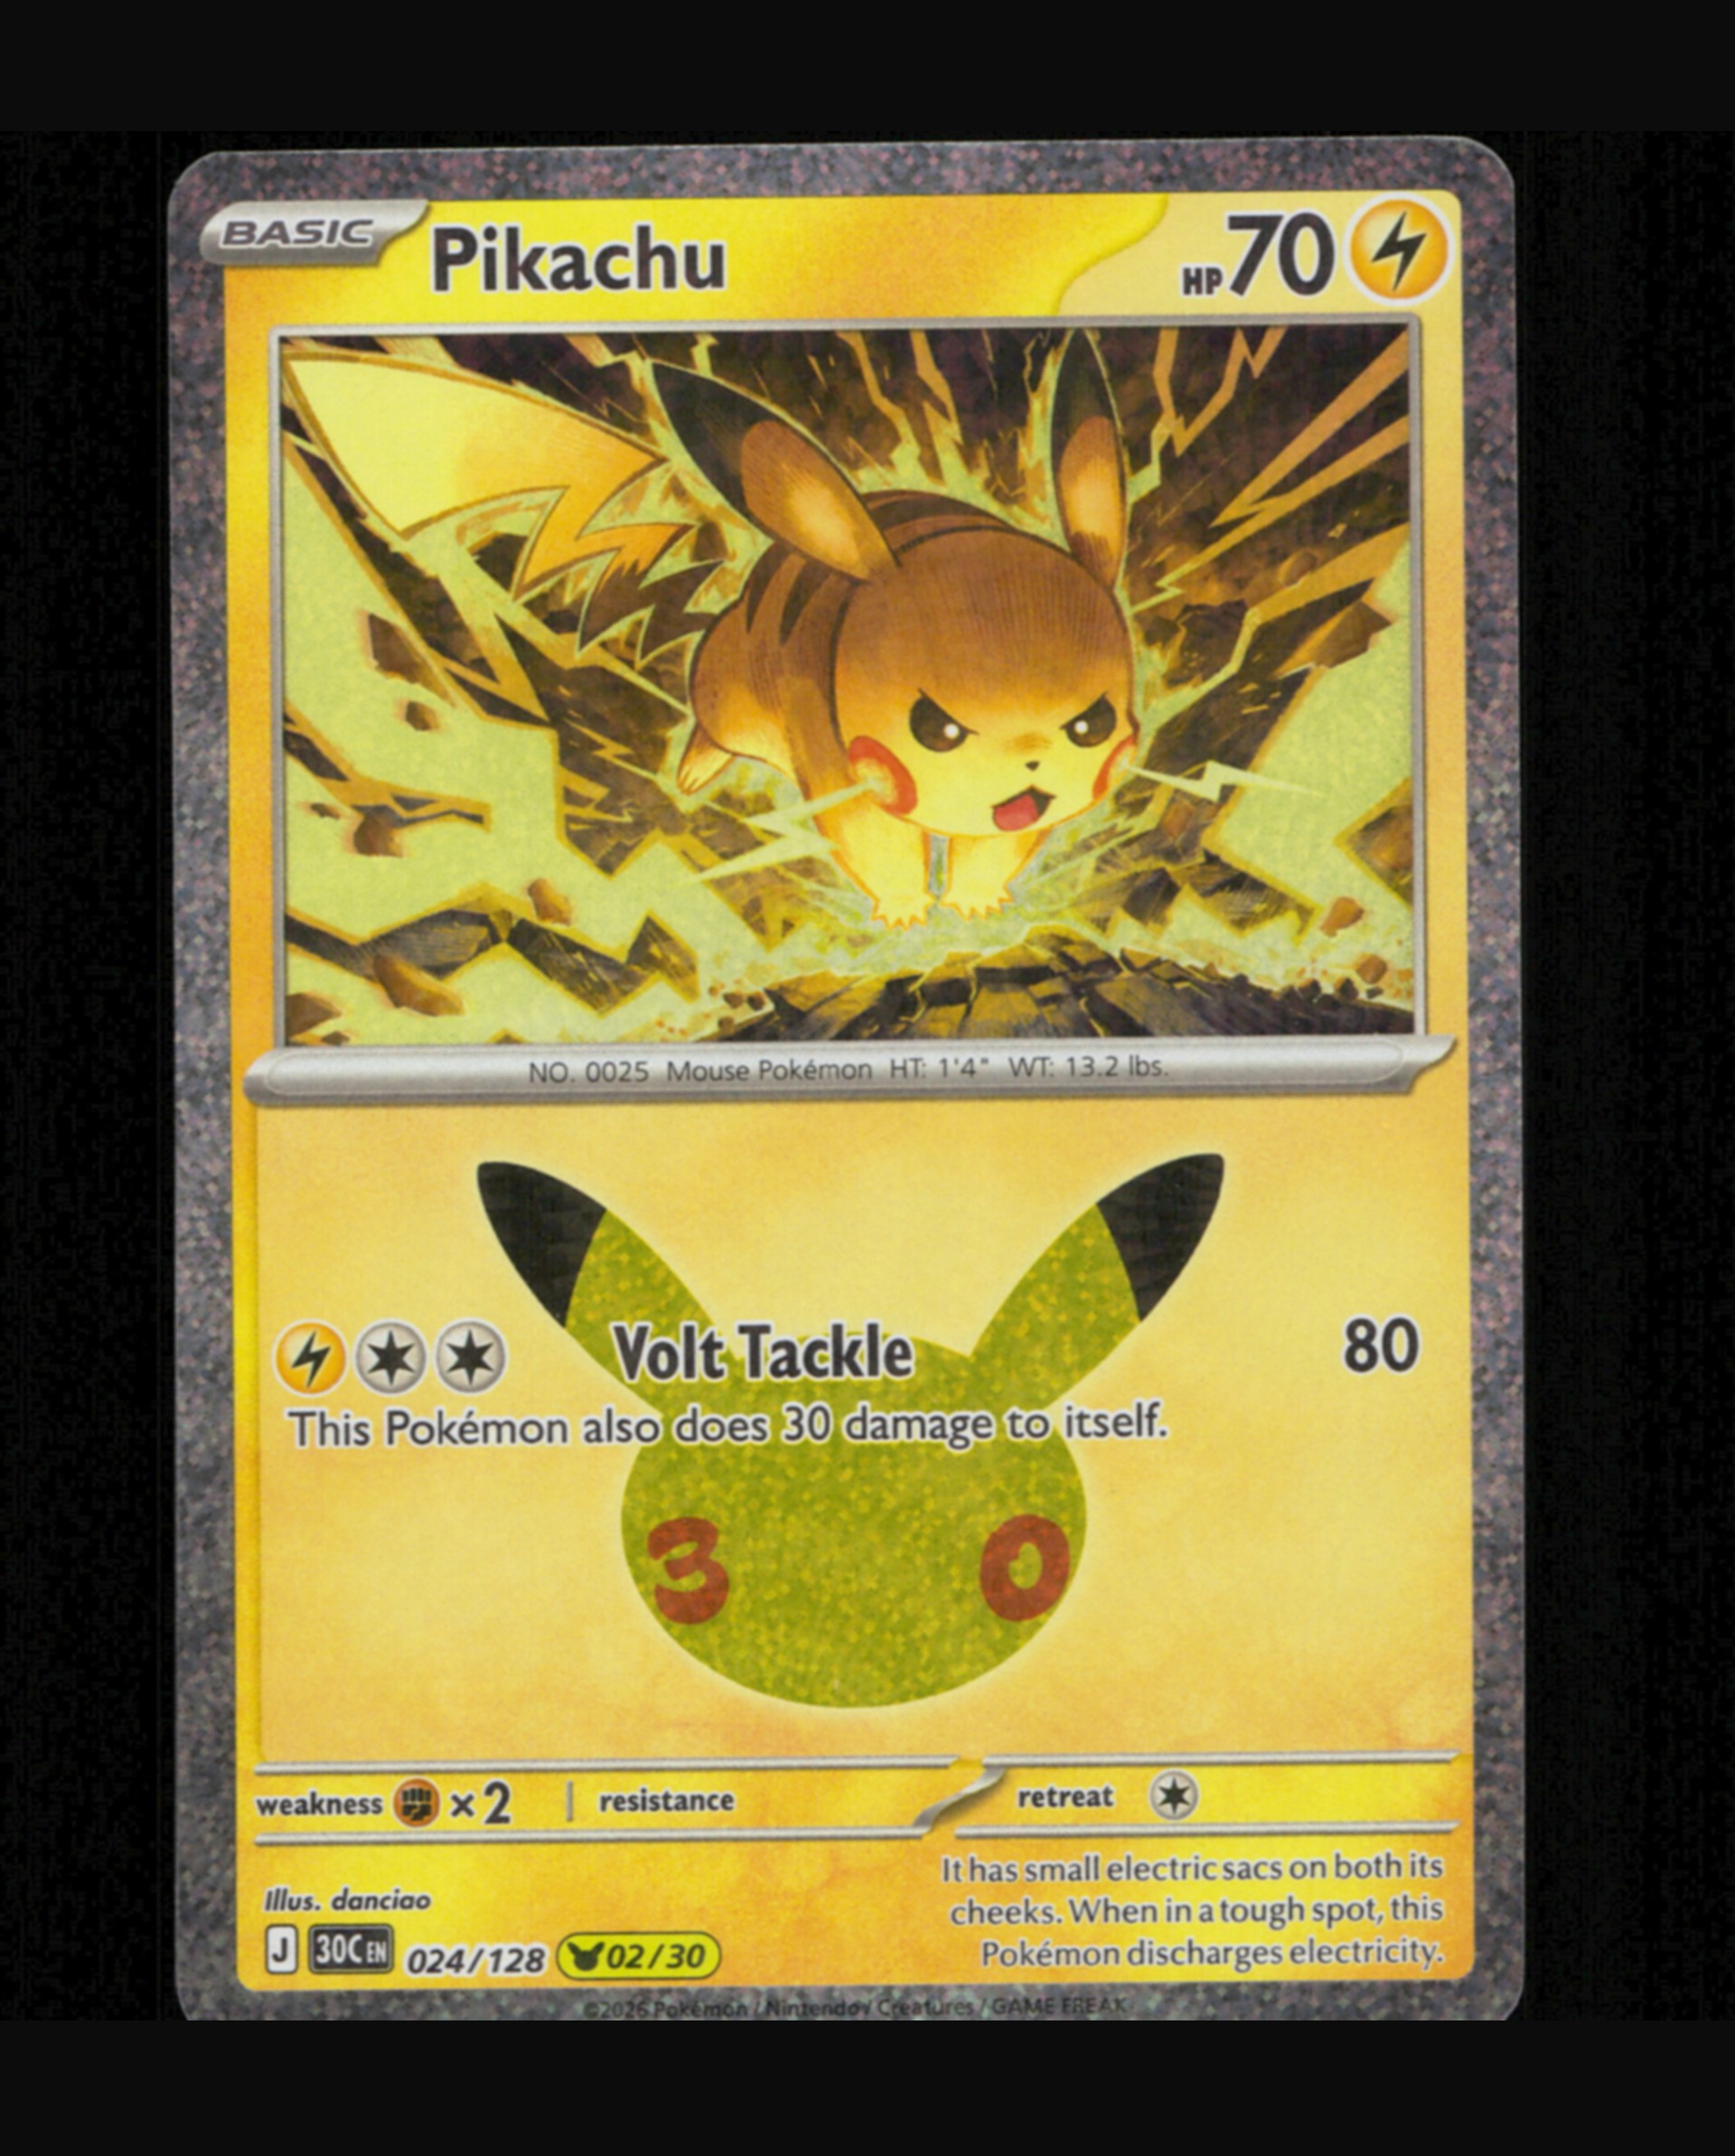 BASIC
Pikachu
HP 70
NO. 0025 Mouse Pokémon HT: 1'4" WT: 13.2 lbs.
Volt Tackle 80
This Pokémon also does 30 damage to itself.
3 0
weakness ×2 | resistance
retreat
It has small electric sacs on both its
cheeks. When in a tough spot, this
Pokémon discharges electricity.
Illus. danciao
J 30C EN 024/128 02/30
©2026 Pokémon / Nintendo / Creatures / GAME FREAK